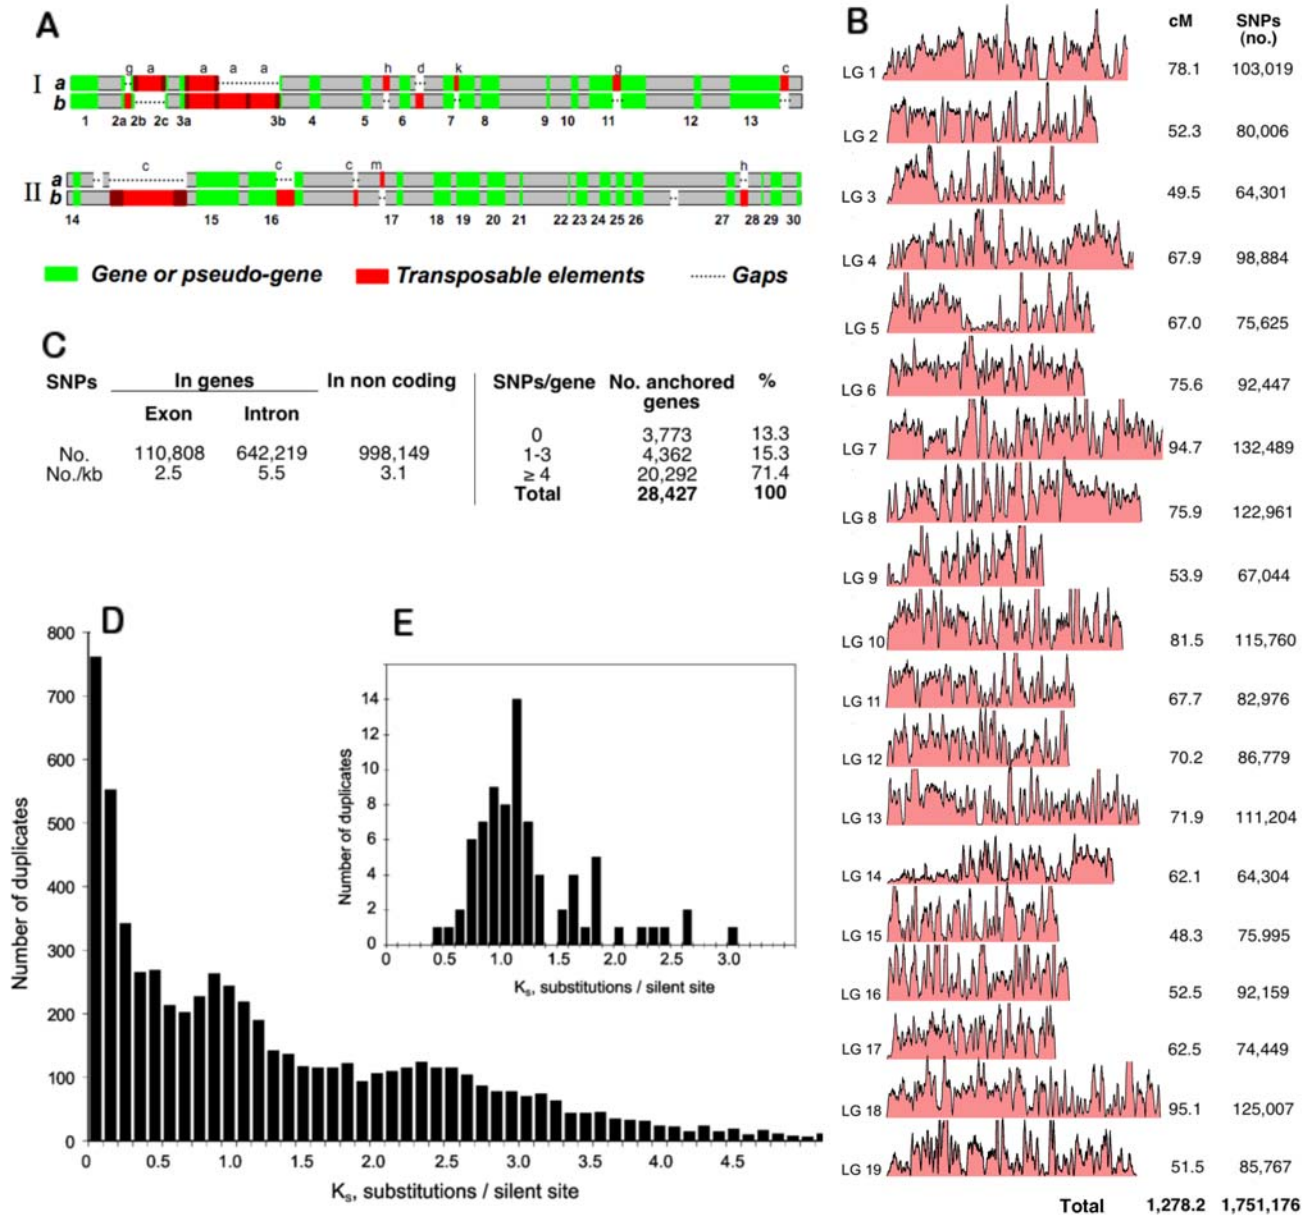 A
g a a a a h d k g c
I a
b
1 2a 2b 2c 3a 3b 4 5 6 7 8 9 10 11 12 13
c c c m h
II a
b
14 15 16 17 18 19 20 21 22 23 24 25 26 27 28 29 30
Gene or pseudo-gene Transposable elements Gaps
B
cM SNPs
(no.)
LG 1 78.1 103,019
LG 2 52.3 80,006
LG 3 49.5 64,301
LG 4 67.9 98,884
LG 5 67.0 75,625
LG 6 75.6 92,447
LG 7 94.7 132,489
LG 8 75.9 122,961
LG 9 53.9 67,044
LG 10 81.5 115,760
LG 11 67.7 82,976
LG 12 70.2 86,779
LG 13 71.9 111,204
LG 14 62.1 64,304
LG 15 48.3 75.995
LG 16 52.5 92,159
LG 17 62.5 74,449
LG 18 95.1 125,007
LG 19 51.5 85,767
Total 1,278.2 1,751,176
C
SNPs In genes In non coding
Exon Intron
No. 110,808 642,219 998,149
No./kb 2.5 5.5 3.1
SNPs/gene No. anchored %
genes
0 3,773 13.3
1-3 4,362 15.3
≥ 4 20,292 71.4
Total 28,427 100
D
800
700
600
500
400
300
200
100
0
Number of duplicates
0 0.5 1.0 1.5 2.0 2.5 3.0 3.5 4.0 4.5
Ks, substitutions / silent site
E
14
12
10
8
6
4
2
0
Number of duplicates
0 0.5 1.0 1.5 2.0 2.5 3.0
Ks, substitutions / silent site